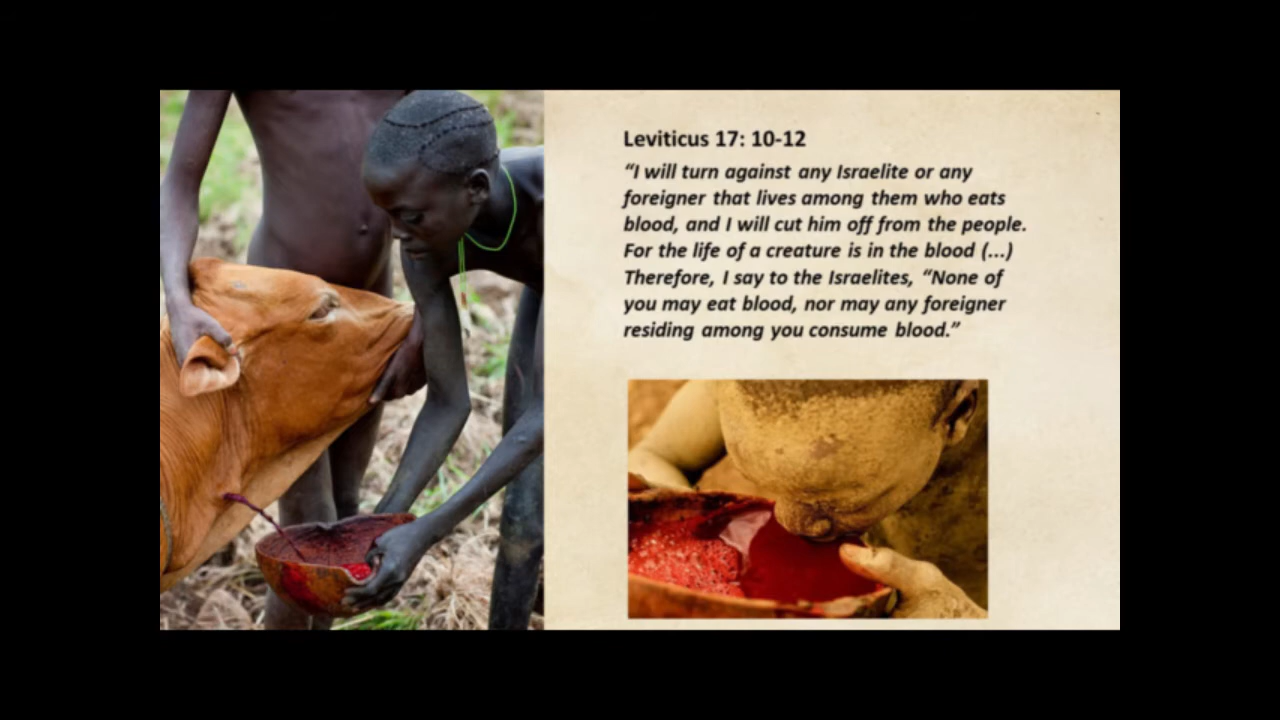 Leviticus 17: 10-12
“I will turn against any Israelite or any
foreigner that lives among them who eats
blood, and I will cut him off from the people.
For the life of a creature is in the blood (...)
Therefore, I say to the Israelites, “None of
you may eat blood, nor may any foreigner
residing among you consume blood.”